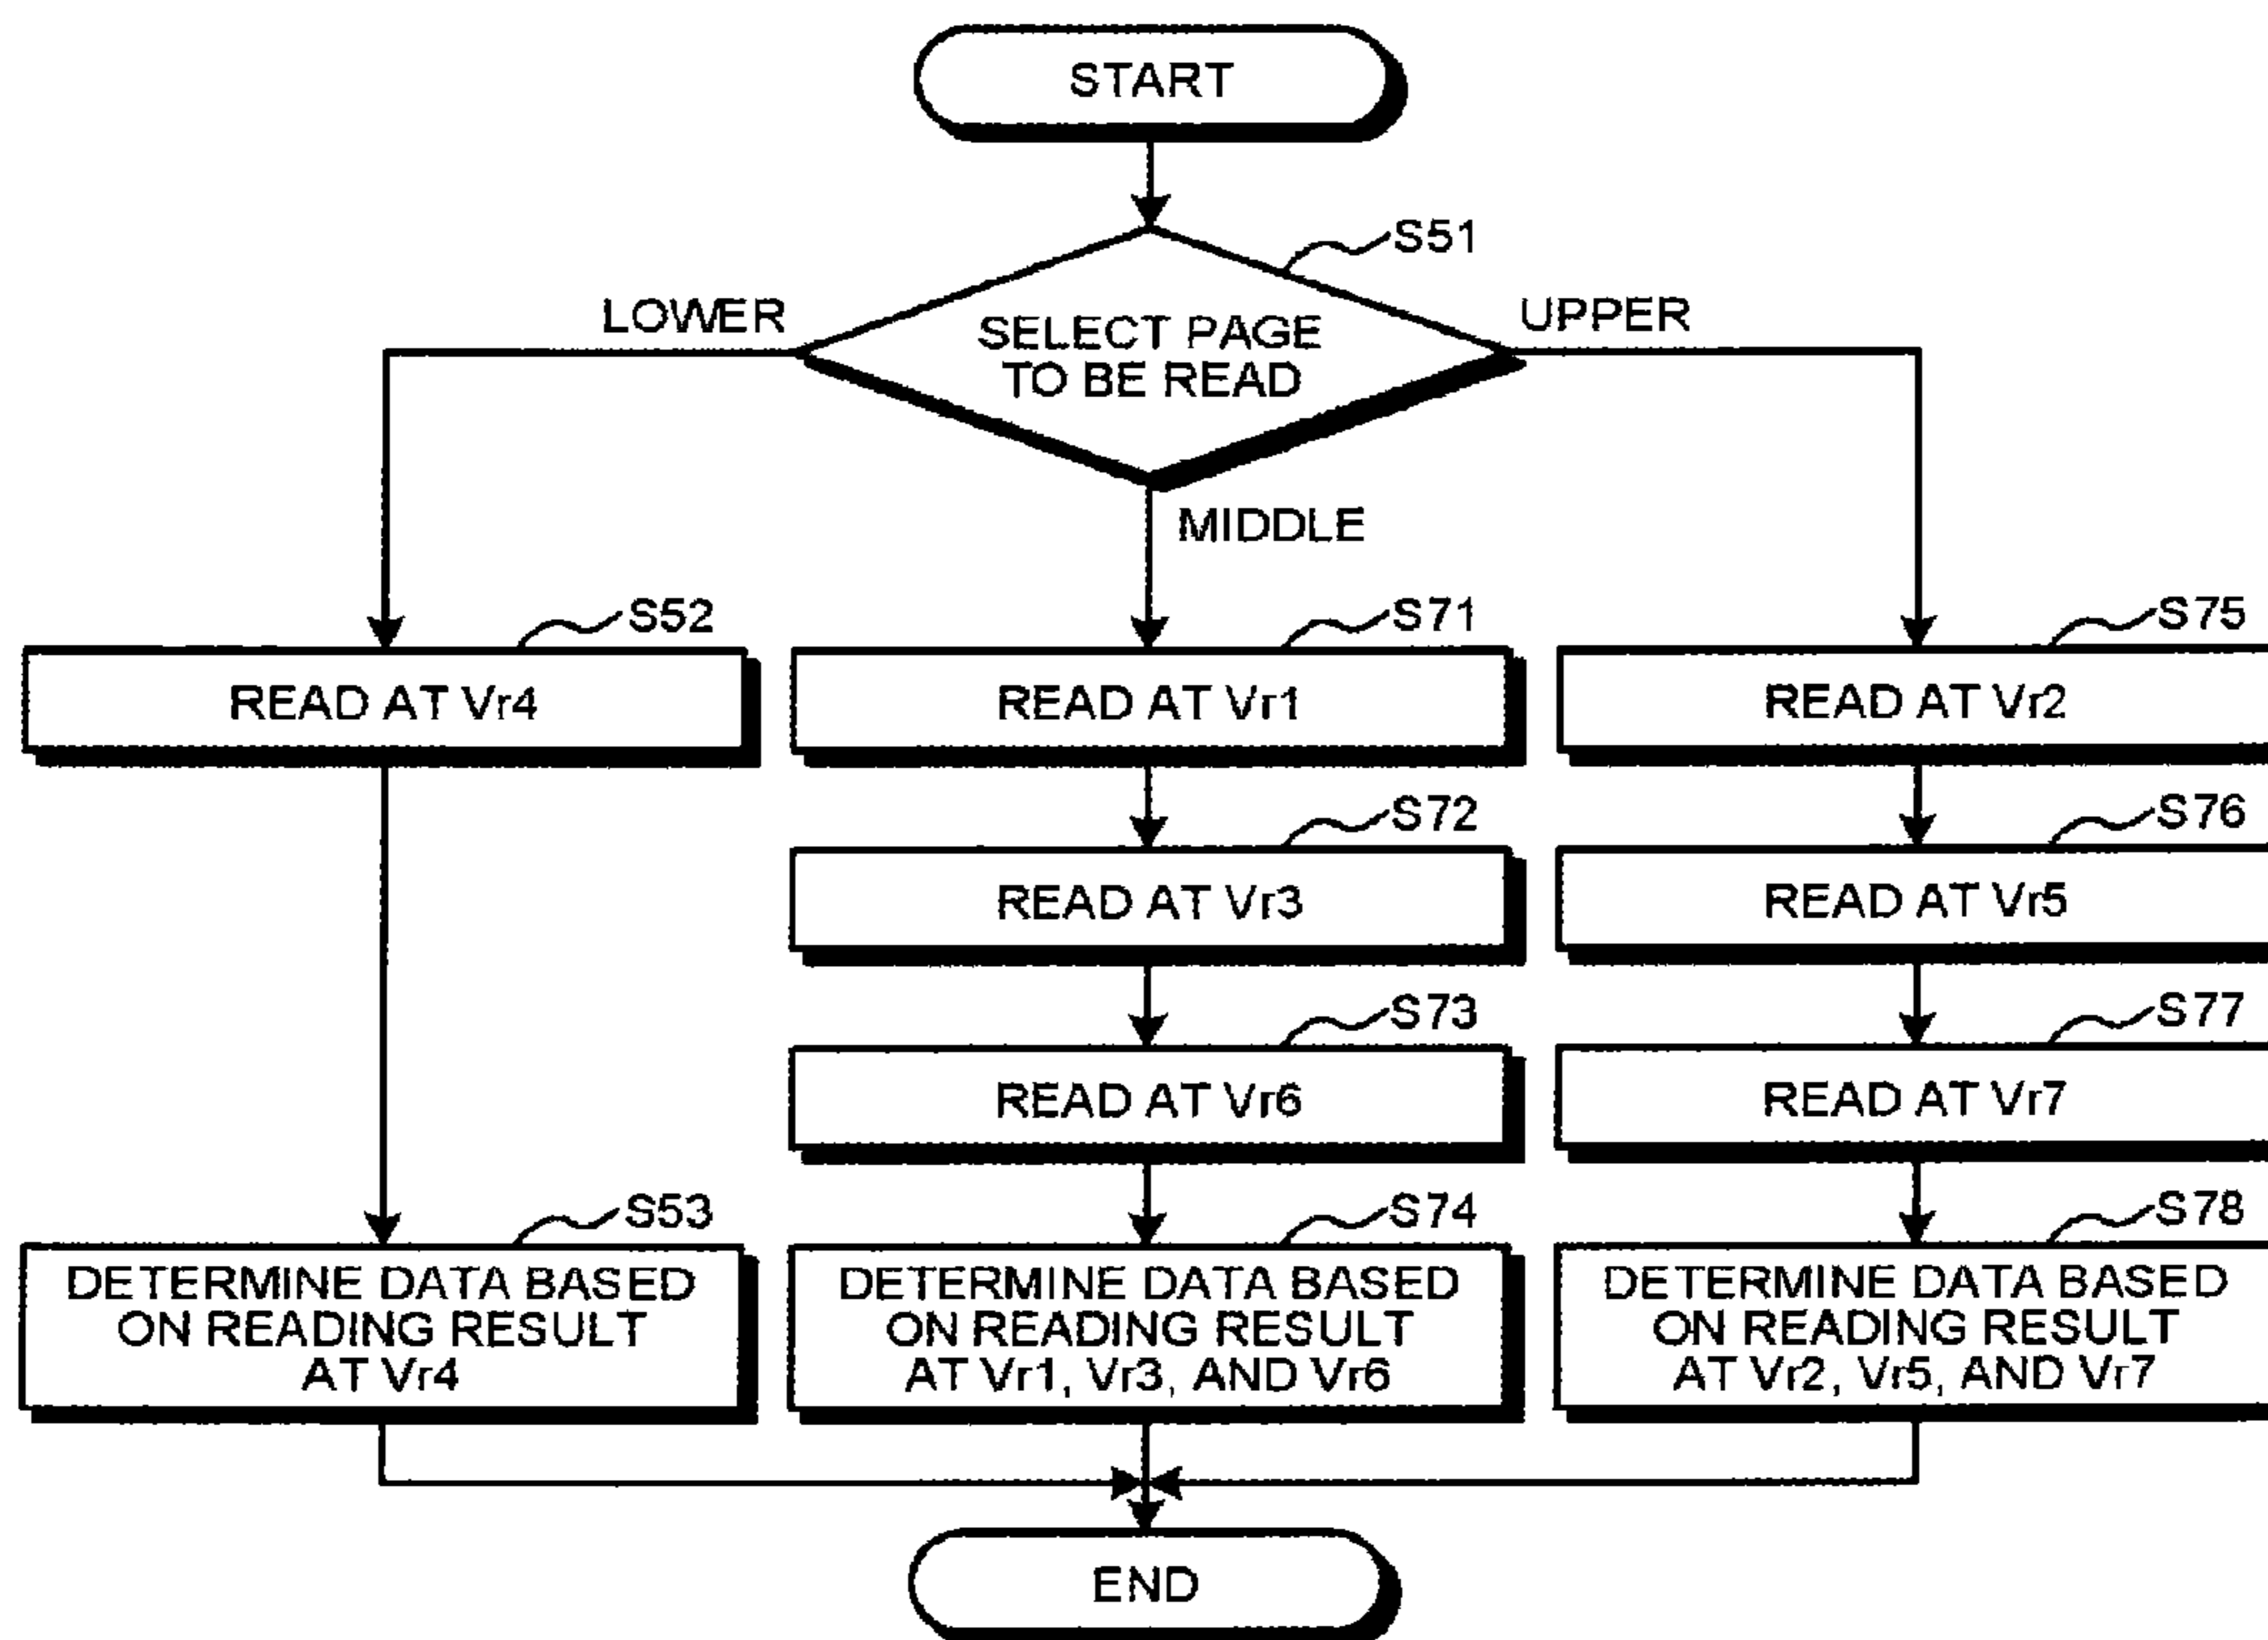 START
S51
SELECT PAGE
TO BE READ
LOWER
UPPER
MIDDLE
S52
READ AT Vr4
S71
READ AT Vr1
S75
READ AT Vr2
S72
READ AT Vr3
S76
READ AT Vr5
S73
READ AT Vr6
S77
READ AT Vr7
S53
DETERMINE DATA BASED
ON READING RESULT
AT Vr4
S74
DETERMINE DATA BASED
ON READING RESULT
AT Vr1, Vr3, AND Vr6
S78
DETERMINE DATA BASED
ON READING RESULT
AT Vr2, Vr5, AND Vr7
END